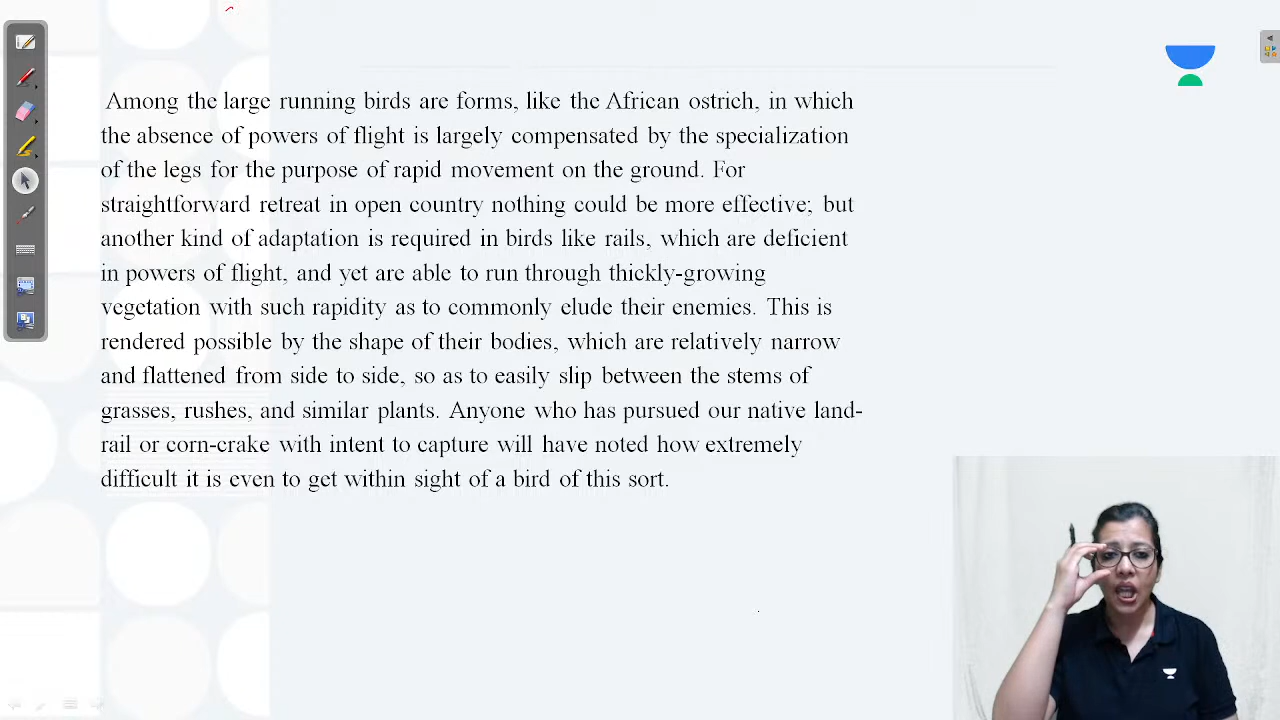 Among the large running birds are forms, like the African ostrich, in which
the absence of powers of flight is largely compensated by the specialization
of the legs for the purpose of rapid movement on the ground. For
straightforward retreat in open country nothing could be more effective; but
another kind of adaptation is required in birds like rails, which are deficient
in powers of flight, and yet are able to run through thickly-growing
vegetation with such rapidity as to commonly elude their enemies. This is
rendered possible by the shape of their bodies, which are relatively narrow
and flattened from side to side, so as to easily slip between the stems of
grasses, rushes, and similar plants. Anyone who has pursued our native land-
rail or corn-crake with intent to capture will have noted how extremely
difficult it is even to get within sight of a bird of this sort.